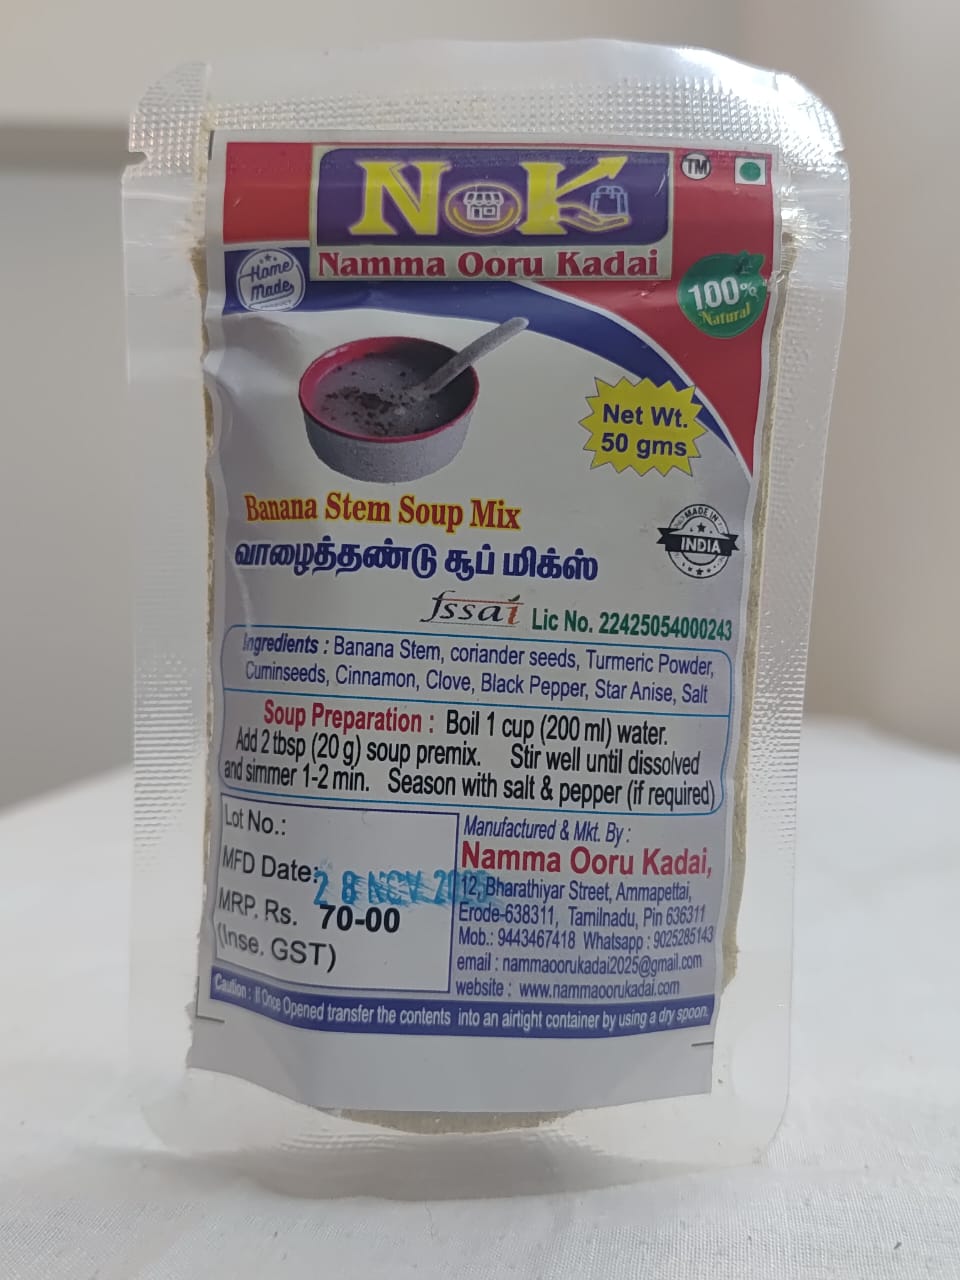 NoK
TM
Namma Ooru Kadai
Home
Made
PRODUCT
100%
Natural
Net Wt.
50 gms
Banana Stem Soup Mix
வாழைத்தண்டு சூப் மிக்ஸ்
MADE IN
INDIA
fssai Lic No. 22425054000243
Ingredients : Banana Stem, coriander seeds, Turmeric Powder,
Cuminseeds, Cinnamon, Clove, Black Pepper, Star Anise, Salt
Soup Preparation : Boil 1 cup (200 ml) water.
Add 2 tbsp (20 g) soup premix. Stir well until dissolved
and simmer 1-2 min. Season with salt & pepper (if required)
Lot No.:
MFD Date: 28 NOV 2025
MRP. Rs. 70-00
(Inse. GST)
Manufactured & Mkt. By :
Namma Ooru Kadai,
12, Bharathiyar Street, Ammapettai,
Erode-638311, Tamilnadu, Pin 636311
Mob.: 9443467418 Whatsapp : 9025285143
email : nammaoorukadai2025@gmail.com
website : www.nammaoorukadai.com
Caution : If Once Opened transfer the contents into an airtight container by using a dry spoon.